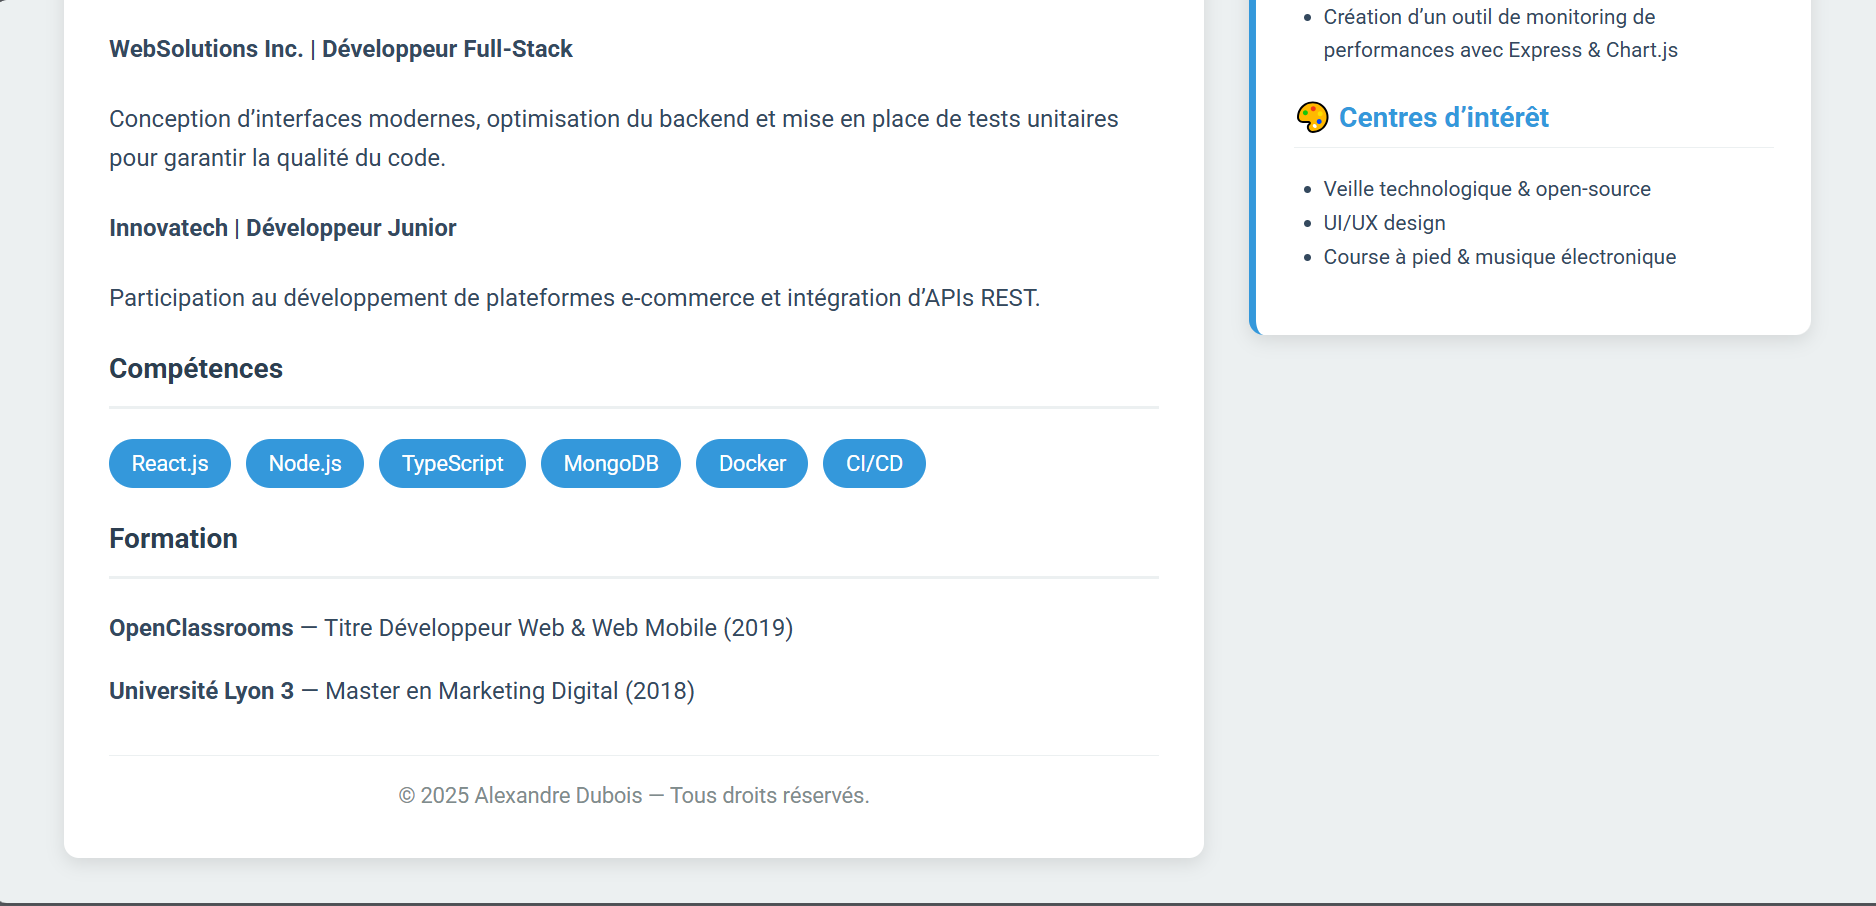 WebSolutions Inc. | Développeur Full-Stack
Conception d’interfaces modernes, optimisation du backend et mise en place de tests unitaires
pour garantir la qualité du code.
Innovatech | Développeur Junior
Participation au développement de plateformes e-commerce et intégration d’APIs REST.
Compétences
React.js
Node.js
TypeScript
MongoDB
Docker
CI/CD
Formation
OpenClassrooms — Titre Développeur Web & Web Mobile (2019)
Université Lyon 3 — Master en Marketing Digital (2018)
© 2025 Alexandre Dubois — Tous droits réservés.
Création d’un outil de monitoring de
performances avec Express & Chart.js
Centres d’intérêt
Veille technologique & open-source
UI/UX design
Course à pied & musique électronique